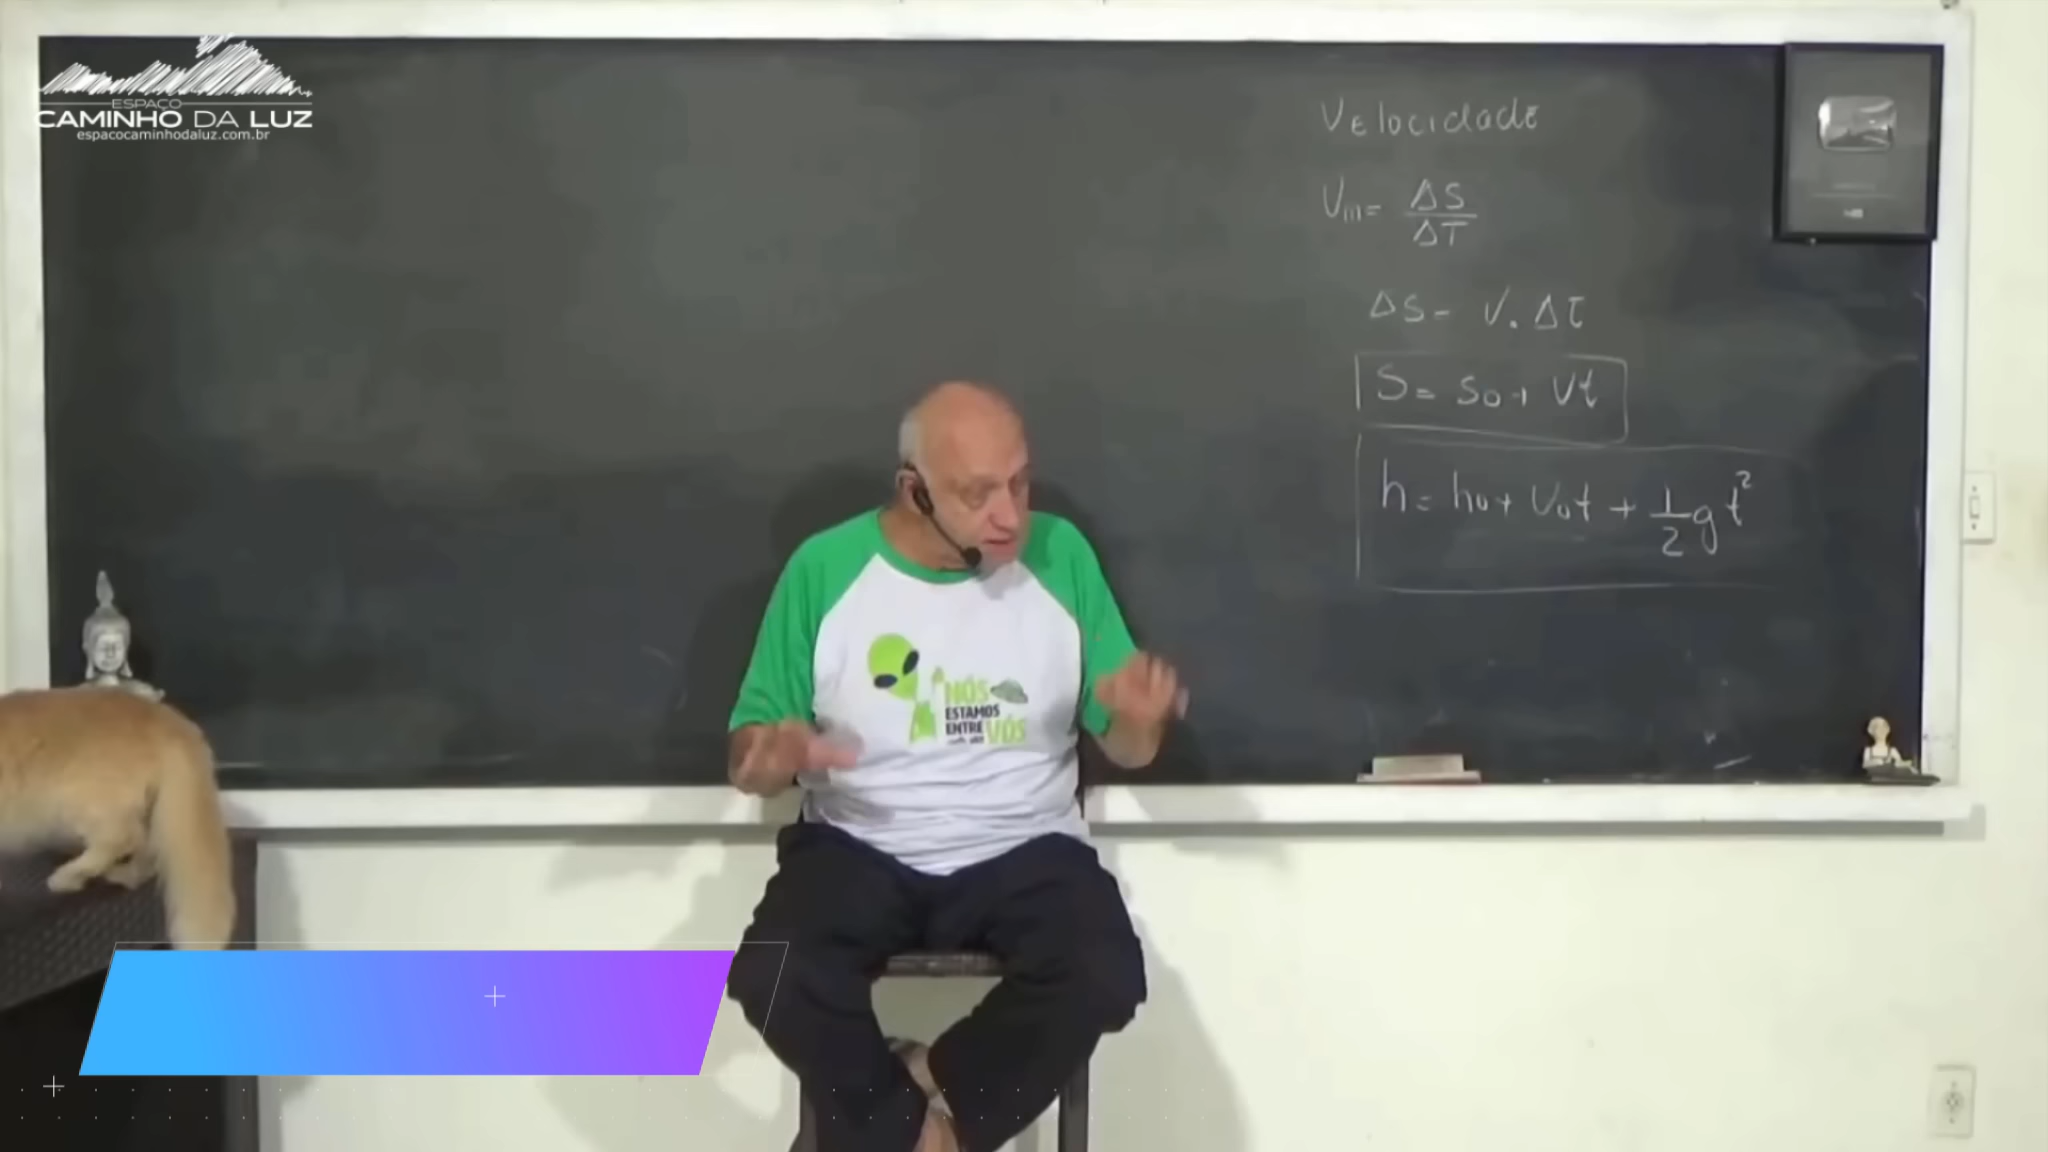 ESPAÇO
CAMINHO DA LUZ
espacocaminhodaluz.com.br
Velocidade
Vm = ΔS/ΔT
ΔS = V. ΔT
S = S0 + Vt
h = h0 + V0t + 1/2 gt²
NÓS
ESTAMOS
ENTRE VÓS